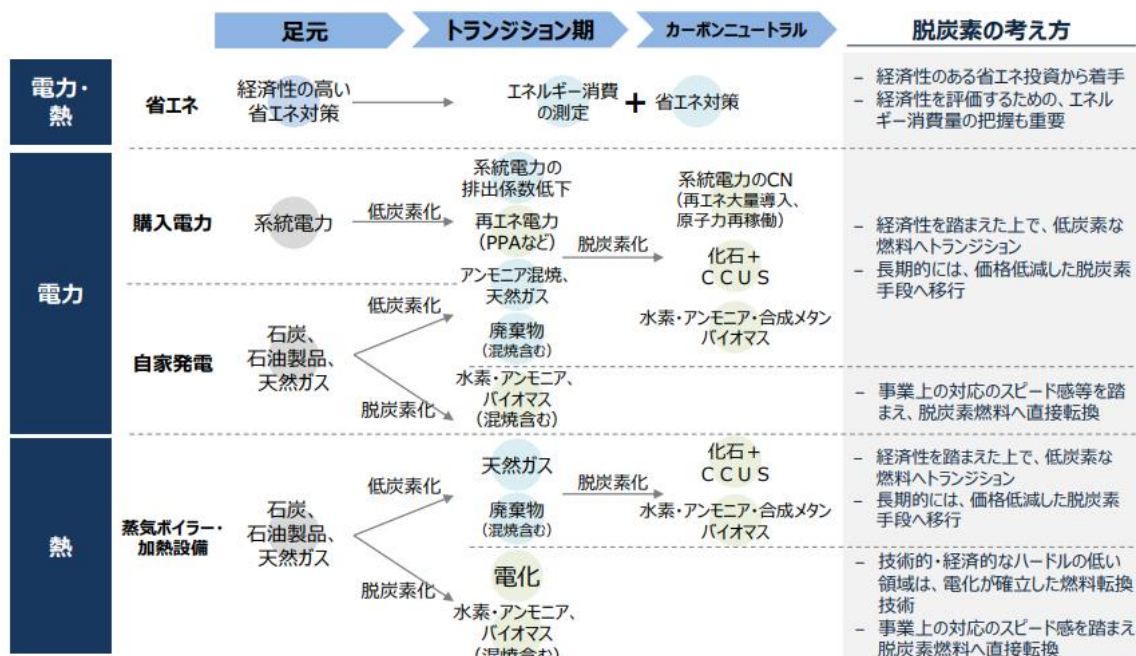 足元
トランジション期
カーボンニュートラル
脱炭素の考え方
電力・
熱
省エネ
経済性の高い
省エネ対策
エネルギー消費
の測定
+
省エネ対策
− 経済性のある省エネ投資から着手
− 経済性を評価するための、エネル
ギー消費量の把握も重要
電力
購入電力
系統電力
低炭素化
系統電力の
排出係数低下
再エネ電力
(PPAなど)
脱炭素化
系統電力のCN
(再エネ大量導入、
原子力再稼働)
化石+
CCUS
水素・アンモニア・合成メタン
バイオマス
− 経済性を踏まえた上で、低炭素な
燃料へトランジション
− 長期的には、価格低減した脱炭素
手段へ移行
自家発電
石炭、
石油製品、
天然ガス
低炭素化
アンモニア混焼、
天然ガス
廃棄物
(混焼含む)
脱炭素化
水素・アンモニア、
バイオマス
(混焼含む)
− 事業上の対応のスピード感等を踏
まえ、脱炭素燃料へ直接転換
熱
蒸気ボイラー・
加熱設備
石炭、
石油製品、
天然ガス
低炭素化
天然ガス
廃棄物
(混焼含む)
脱炭素化
化石+
CCUS
水素・アンモニア・合成メタン
バイオマス
− 経済性を踏まえた上で、低炭素な
燃料へトランジション
− 長期的には、価格低減した脱炭素
手段へ移行
脱炭素化
電化
水素・アンモニア、
バイオマス
(混焼含む)
− 技術的・経済的なハードルの低い
領域は、電化が確立した燃料転換
技術
− 事業上の対応のスピード感を踏まえ
脱炭素燃料へ直接転換